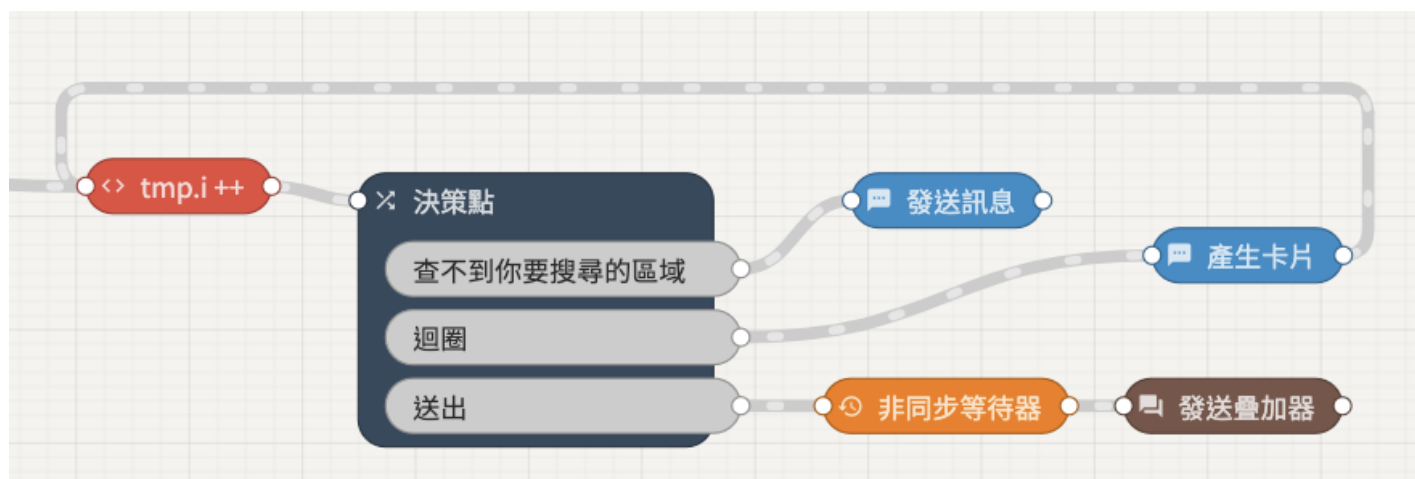 <> tmp.i ++
決策點
查不到你要搜尋的區域
迴圈
送出
發送訊息
產生卡片
非同步等待器
發送疊加器